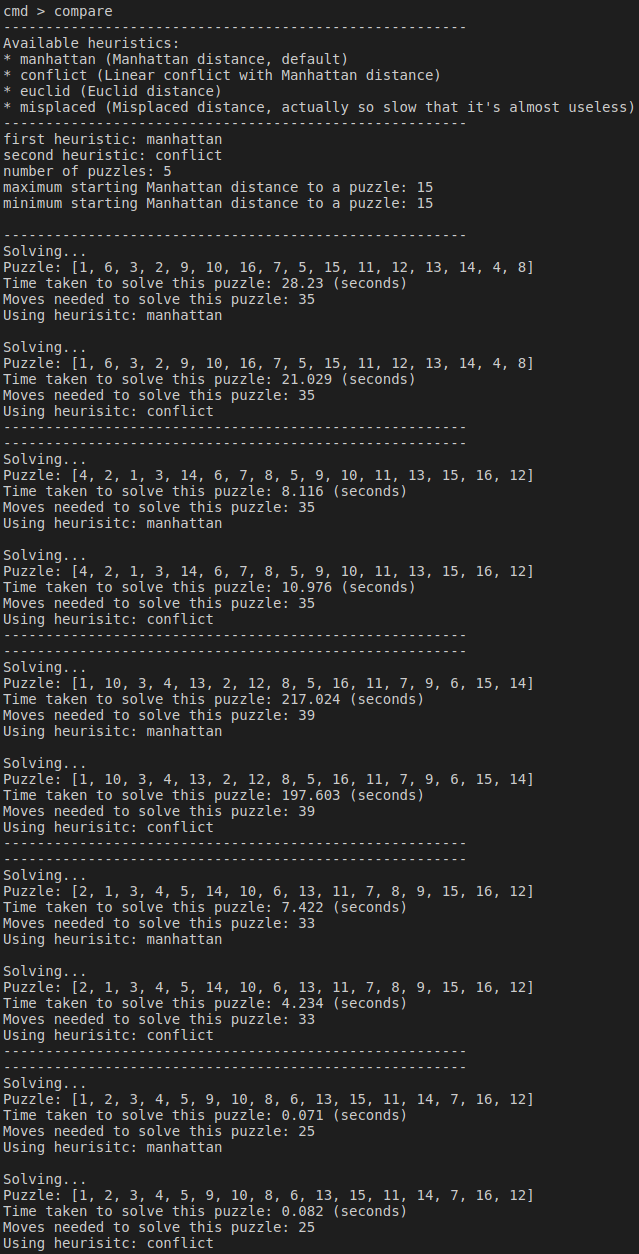 cmd > compare
-------------------------------------------------------
Available heuristics:
* manhattan (Manhattan distance, default)
* conflict (Linear conflict with Manhattan distance)
* euclid (Euclid distance)
* misplaced (Misplaced distance, actually so slow that it's almost useless)
-------------------------------------------------------
first heuristic: manhattan
second heuristic: conflict
number of puzzles: 5
maximum starting Manhattan distance to a puzzle: 15
minimum starting Manhattan distance to a puzzle: 15
-------------------------------------------------------
Solving...
Puzzle: [1, 6, 3, 2, 9, 10, 16, 7, 5, 15, 11, 12, 13, 14, 4, 8]
Time taken to solve this puzzle: 28.23 (seconds)
Moves needed to solve this puzzle: 35
Using heurisitc: manhattan
Solving...
Puzzle: [1, 6, 3, 2, 9, 10, 16, 7, 5, 15, 11, 12, 13, 14, 4, 8]
Time taken to solve this puzzle: 21.029 (seconds)
Moves needed to solve this puzzle: 35
Using heurisitc: conflict
-------------------------------------------------------
-------------------------------------------------------
Solving...
Puzzle: [4, 2, 1, 3, 14, 6, 7, 8, 5, 9, 10, 11, 13, 15, 16, 12]
Time taken to solve this puzzle: 8.116 (seconds)
Moves needed to solve this puzzle: 35
Using heurisitc: manhattan
Solving...
Puzzle: [4, 2, 1, 3, 14, 6, 7, 8, 5, 9, 10, 11, 13, 15, 16, 12]
Time taken to solve this puzzle: 10.976 (seconds)
Moves needed to solve this puzzle: 35
Using heurisitc: conflict
-------------------------------------------------------
-------------------------------------------------------
Solving...
Puzzle: [1, 10, 3, 4, 13, 2, 12, 8, 5, 16, 11, 7, 9, 6, 15, 14]
Time taken to solve this puzzle: 217.024 (seconds)
Moves needed to solve this puzzle: 39
Using heurisitc: manhattan
Solving...
Puzzle: [1, 10, 3, 4, 13, 2, 12, 8, 5, 16, 11, 7, 9, 6, 15, 14]
Time taken to solve this puzzle: 197.603 (seconds)
Moves needed to solve this puzzle: 39
Using heurisitc: conflict
-------------------------------------------------------
-------------------------------------------------------
Solving...
Puzzle: [2, 1, 3, 4, 5, 14, 10, 6, 13, 11, 7, 8, 9, 15, 16, 12]
Time taken to solve this puzzle: 7.422 (seconds)
Moves needed to solve this puzzle: 33
Using heurisitc: manhattan
Solving...
Puzzle: [2, 1, 3, 4, 5, 14, 10, 6, 13, 11, 7, 8, 9, 15, 16, 12]
Time taken to solve this puzzle: 4.234 (seconds)
Moves needed to solve this puzzle: 33
Using heurisitc: conflict
-------------------------------------------------------
-------------------------------------------------------
Solving...
Puzzle: [1, 2, 3, 4, 5, 9, 10, 8, 6, 13, 15, 11, 14, 7, 16, 12]
Time taken to solve this puzzle: 0.071 (seconds)
Moves needed to solve this puzzle: 25
Using heurisitc: manhattan
Solving...
Puzzle: [1, 2, 3, 4, 5, 9, 10, 8, 6, 13, 15, 11, 14, 7, 16, 12]
Time taken to solve this puzzle: 0.082 (seconds)
Moves needed to solve this puzzle: 25
Using heurisitc: conflict